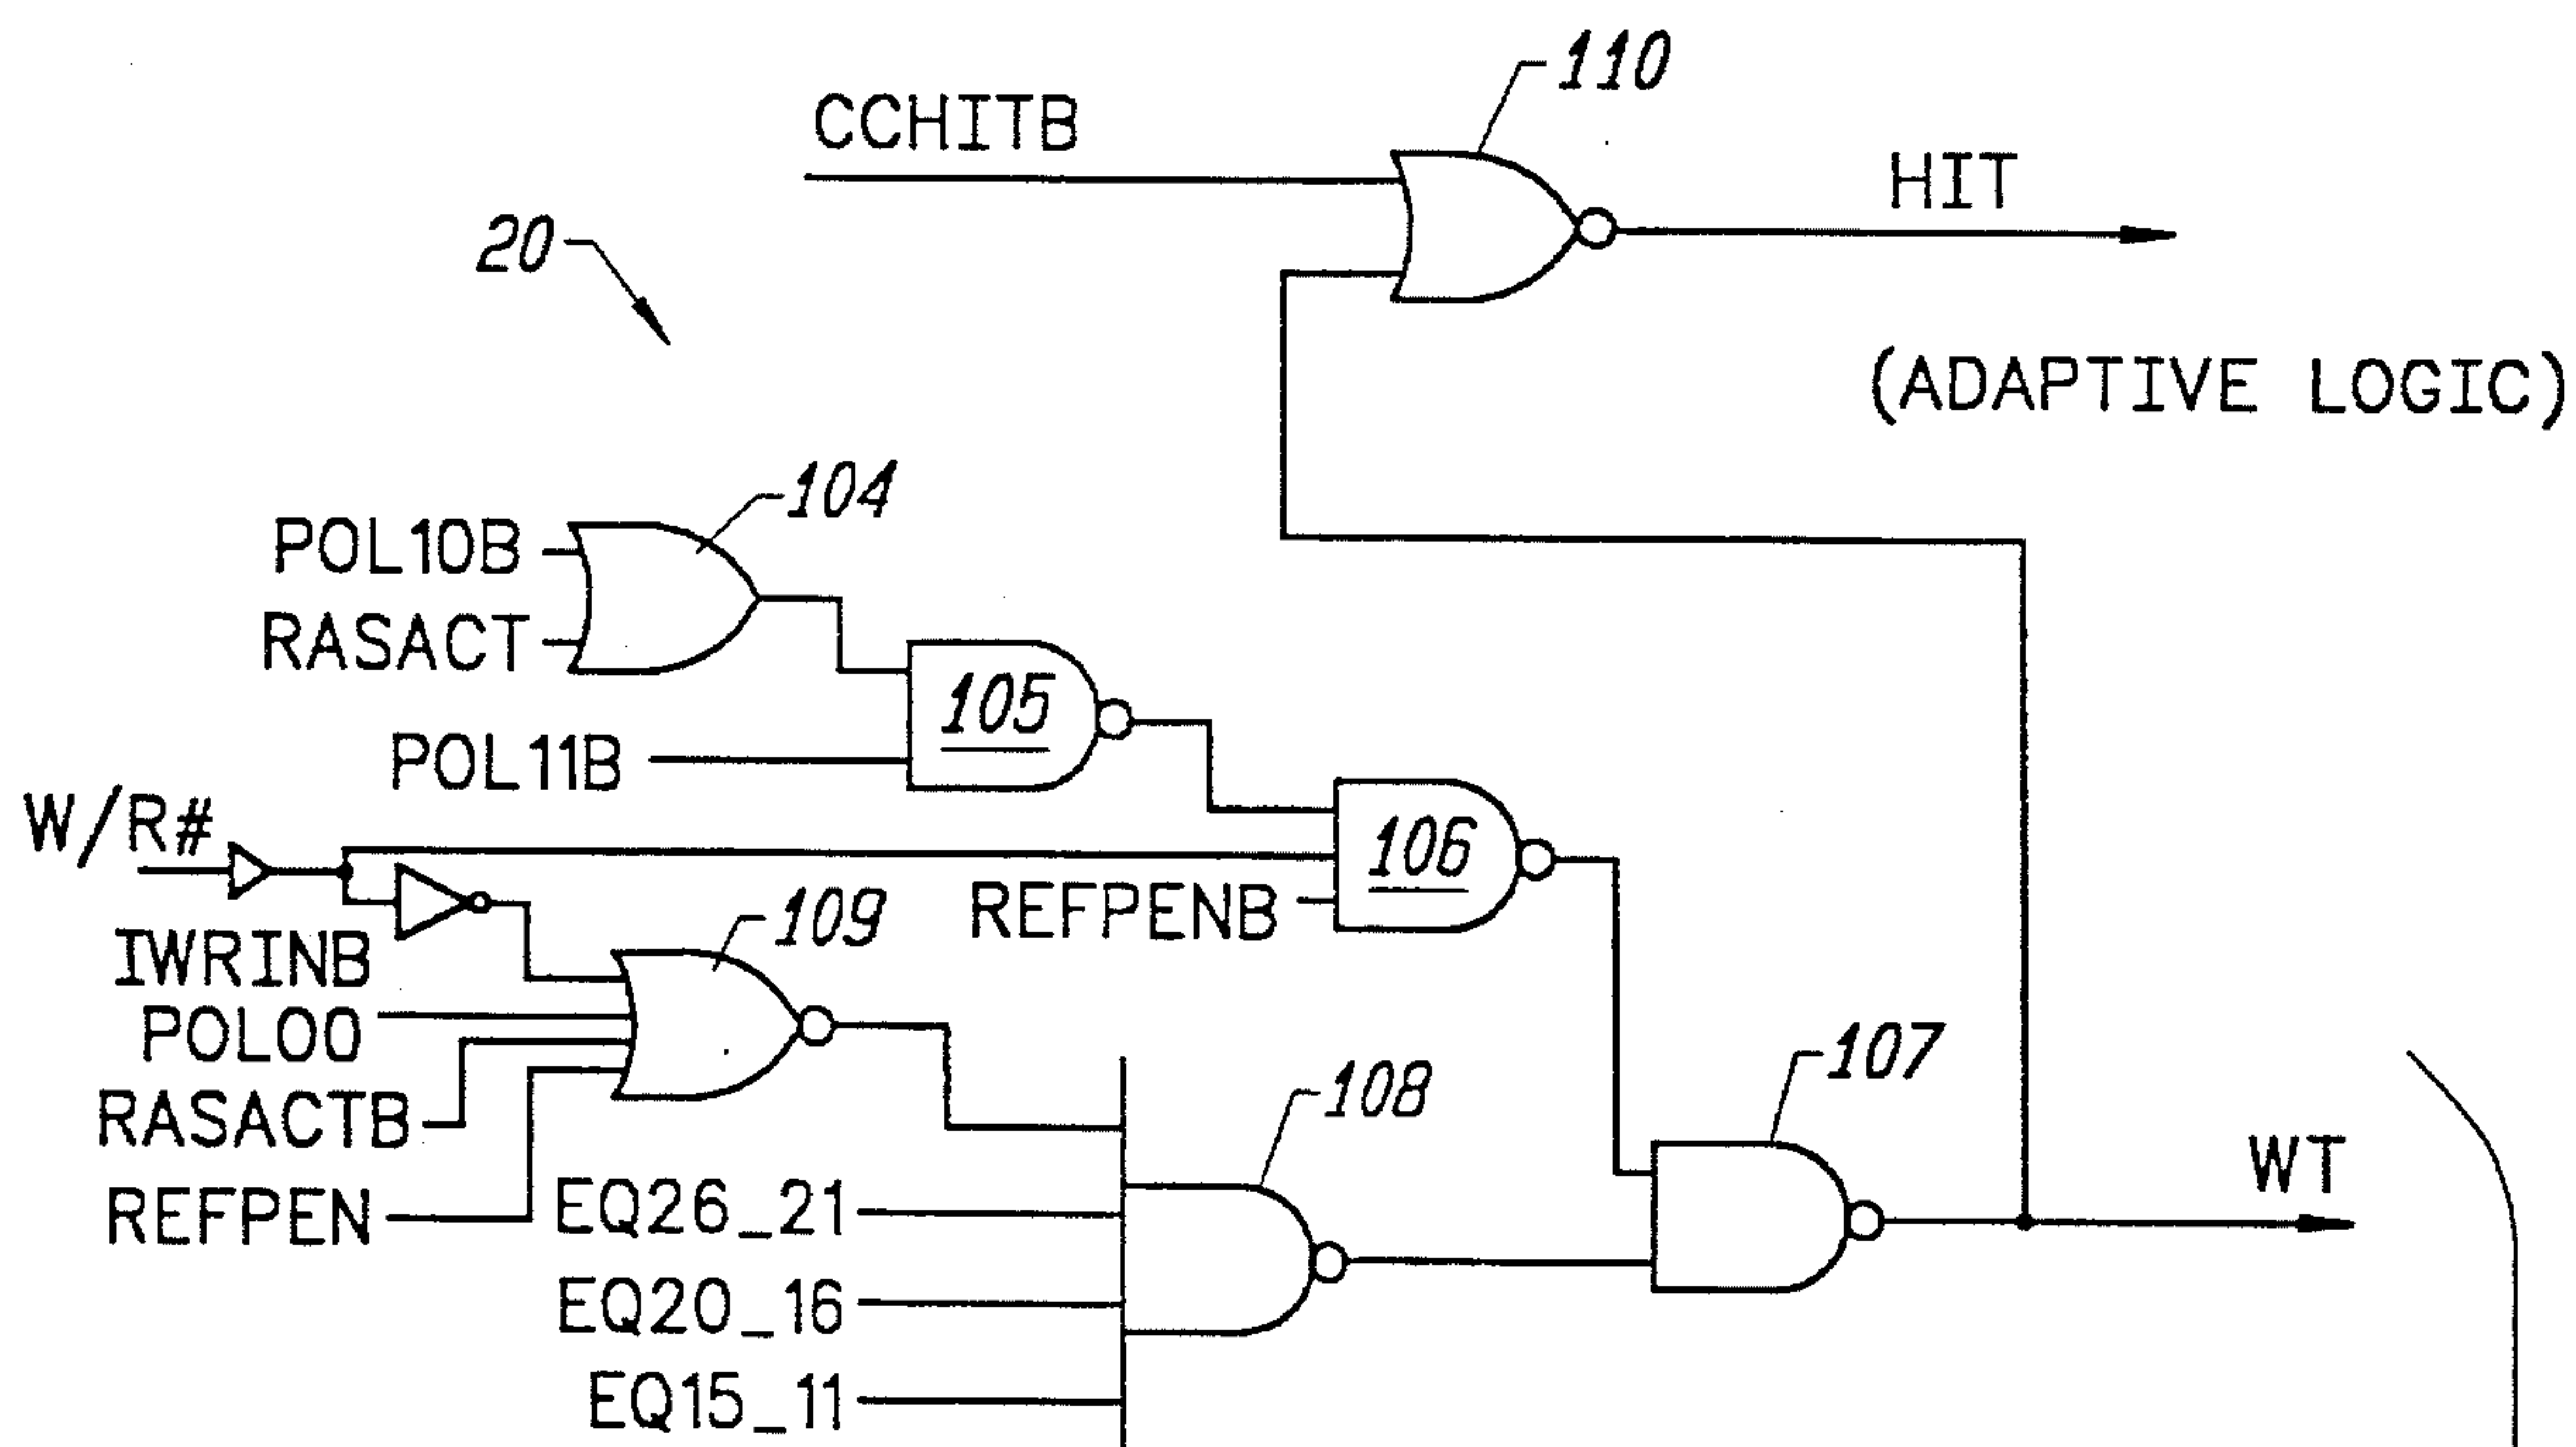 110
CCHITB
HIT
20
(ADAPTIVE LOGIC)
104
POL10B
RASACT
105
POL11B
W/R#
106
REFPENB
109
IWRINB
POL00
RASACTB
REFPEN
108
107
EQ26_21
WT
EQ20_16
EQ15_11